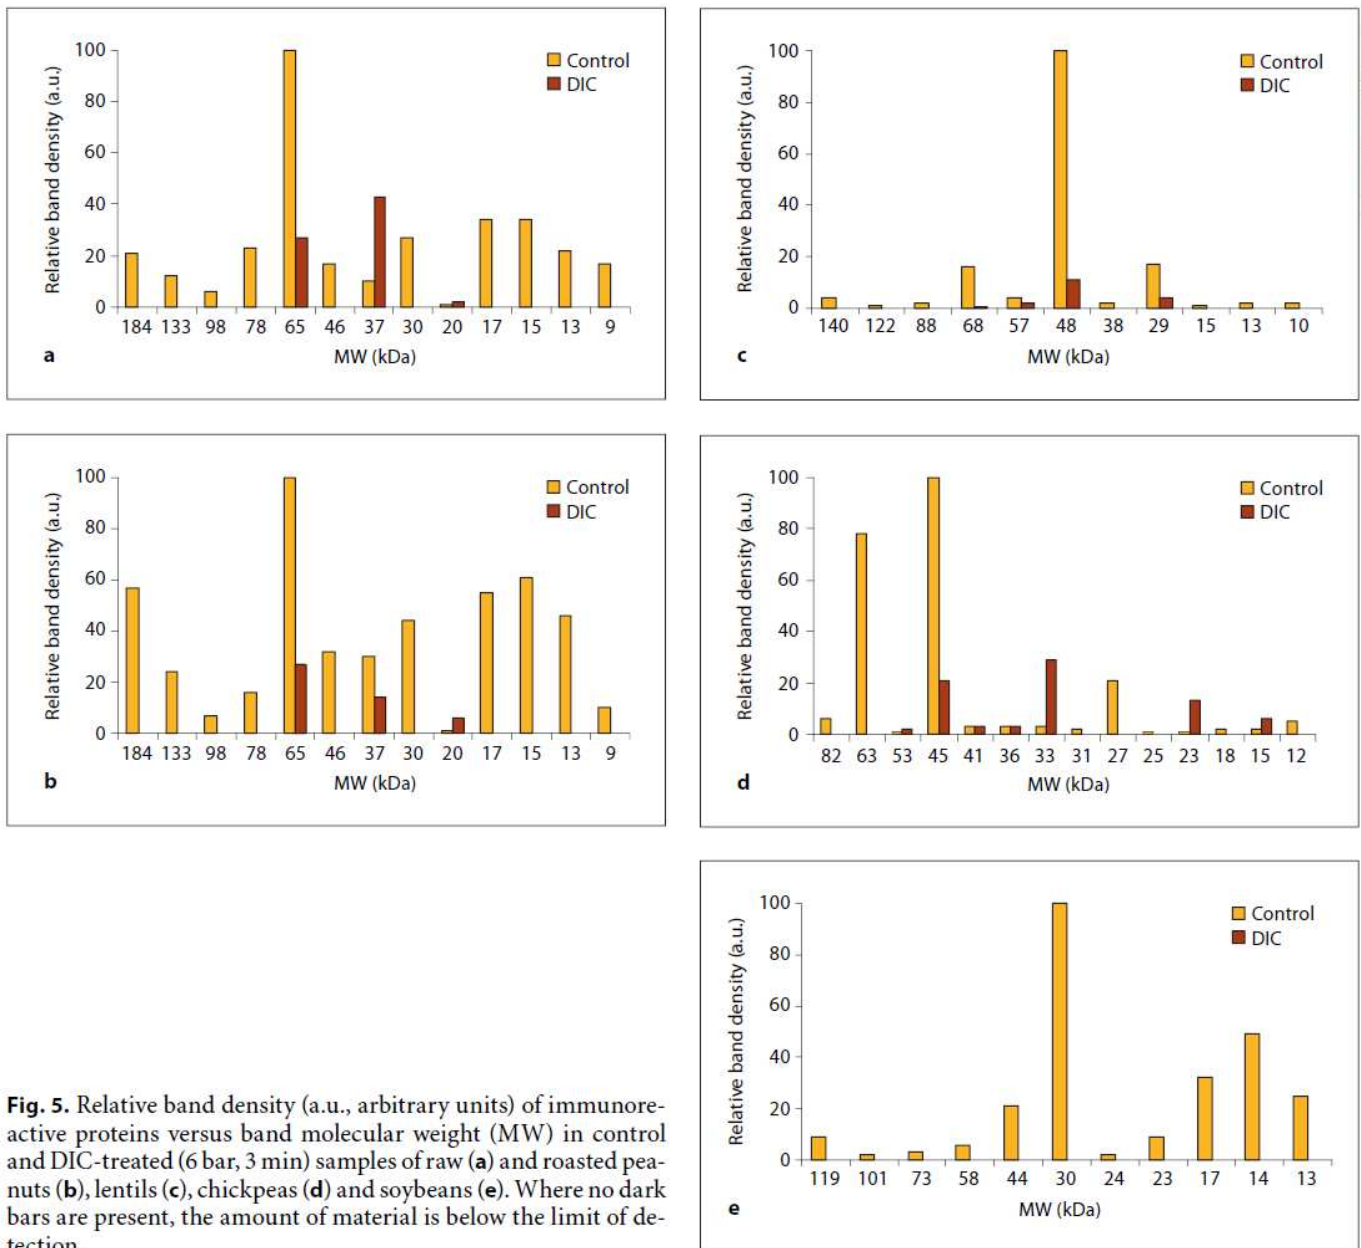 100
80
60
40
20
0
Relative band density (a.u.)
Control
DIC
184 133 98 78 65 46 37 30 20 17 15 13 9
MW (kDa)
a
100
80
60
40
20
0
Relative band density (a.u.)
Control
DIC
140 122 88 68 57 48 38 29 15 13 10
MW (kDa)
c
100
80
60
40
20
0
Relative band density (a.u.)
Control
DIC
184 133 98 78 65 46 37 30 20 17 15 13 9
MW (kDa)
b
100
80
60
40
20
0
Relative band density (a.u.)
Control
DIC
82 63 53 45 41 36 33 31 27 25 23 18 15 12
MW (kDa)
d
100
80
60
40
20
0
Relative band density (a.u.)
Control
DIC
119 101 73 58 44 30 24 23 17 14 13
MW (kDa)
e
Fig. 5. Relative band density (a.u., arbitrary units) of immunore-
active proteins versus band molecular weight (MW) in control
and DIC-treated (6 bar, 3 min) samples of raw (a) and roasted pea-
nuts (b), lentils (c), chickpeas (d) and soybeans (e). Where no dark
bars are present, the amount of material is below the limit of de-
tection.